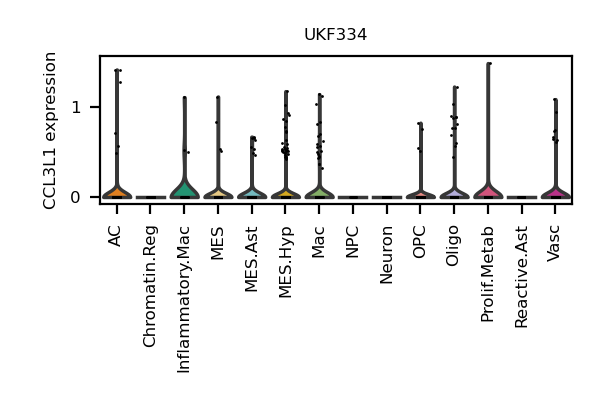 UKF334
CCL3L1 expression
1
0
AC
Chromatin.Reg
Inflammatory.Mac
MES
MES.Ast
MES.Hyp
Mac
NPC
Neuron
OPC
Oligo
Prolif.Metab
Reactive.Ast
Vasc